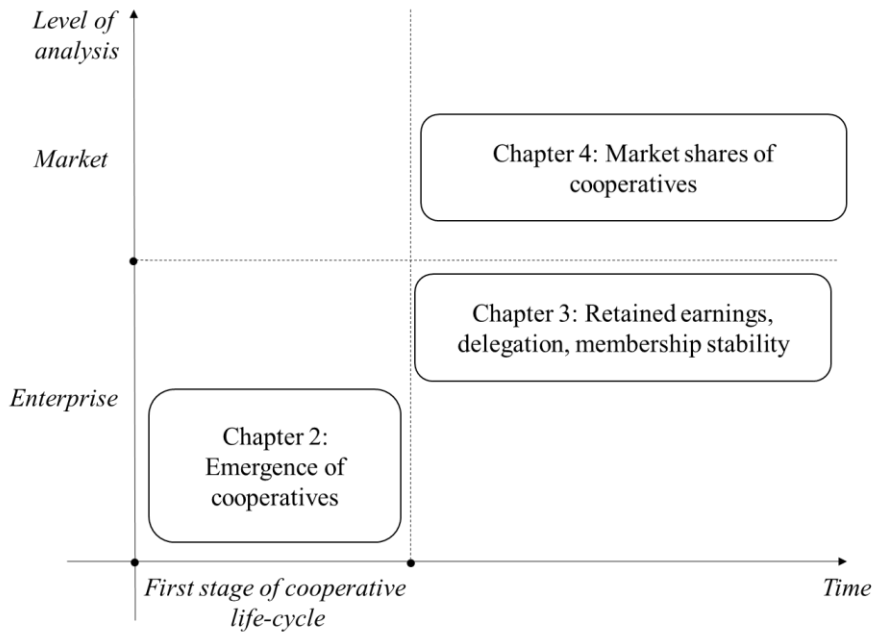 Level of
analysis
Market
Chapter 4: Market shares of
cooperatives
Chapter 3: Retained earnings,
delegation, membership stability
Enterprise
Chapter 2:
Emergence of
cooperatives
First stage of cooperative
life-cycle
Time